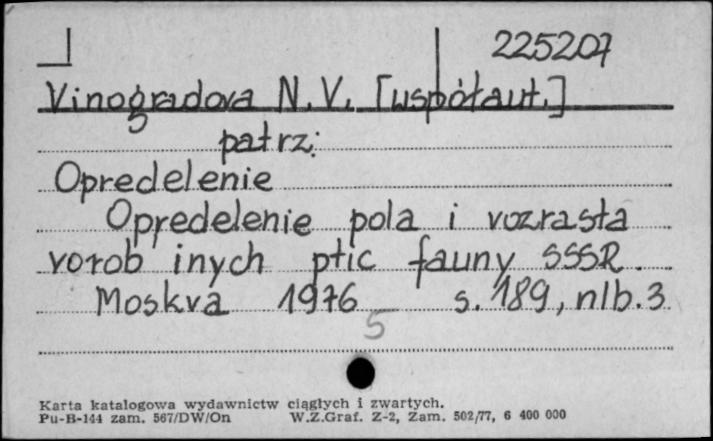 225207
Vinogradova N.V. [współaut.]
patrz:
Opredelenie
Opredelenie pola i vozrasta
vorob inych ptic fauny SSSR.
Moskva 1976 s. 189, nlb. 3
5
Karta katalogowa wydawnictw ciągłych i zwartych.
Pu-B-144 zam. 567/DW/On W.Z.Graf. Z-2, Zam. 502/77, 6 400 000